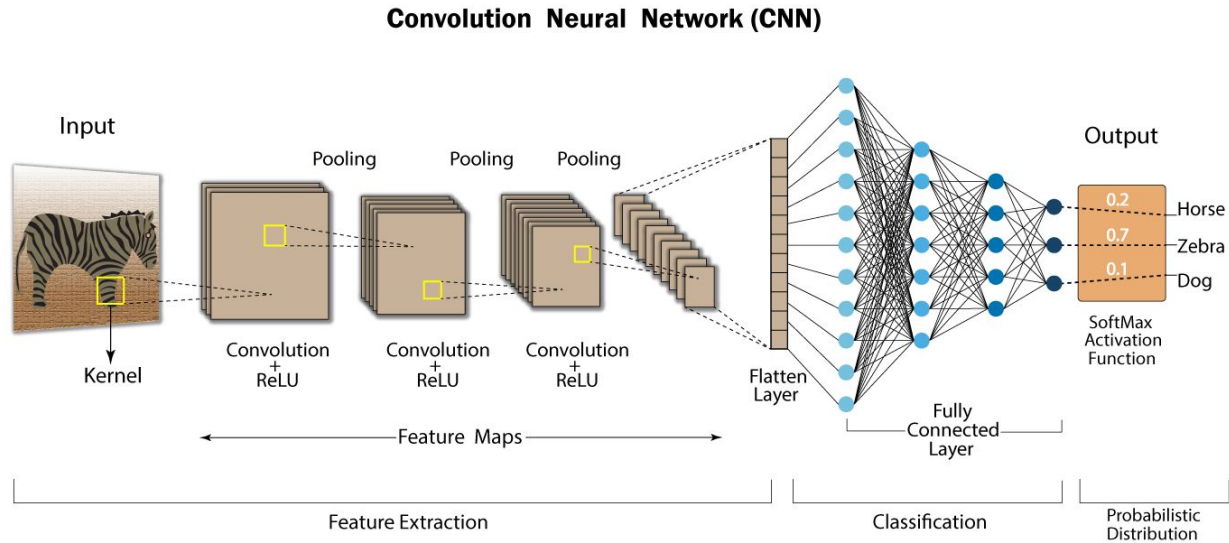 Convolution Neural Network (CNN)
Input
Kernel
Pooling
Pooling
Pooling
Convolution
+
ReLU
Convolution
+
ReLU
Convolution
+
ReLU
Feature Maps
Flatten
Layer
Fully
Connected
Layer
Output
0.2
Horse
0.7
Zebra
0.1
Dog
SoftMax
Activation
Function
Feature Extraction
Classification
Probabilistic
Distribution